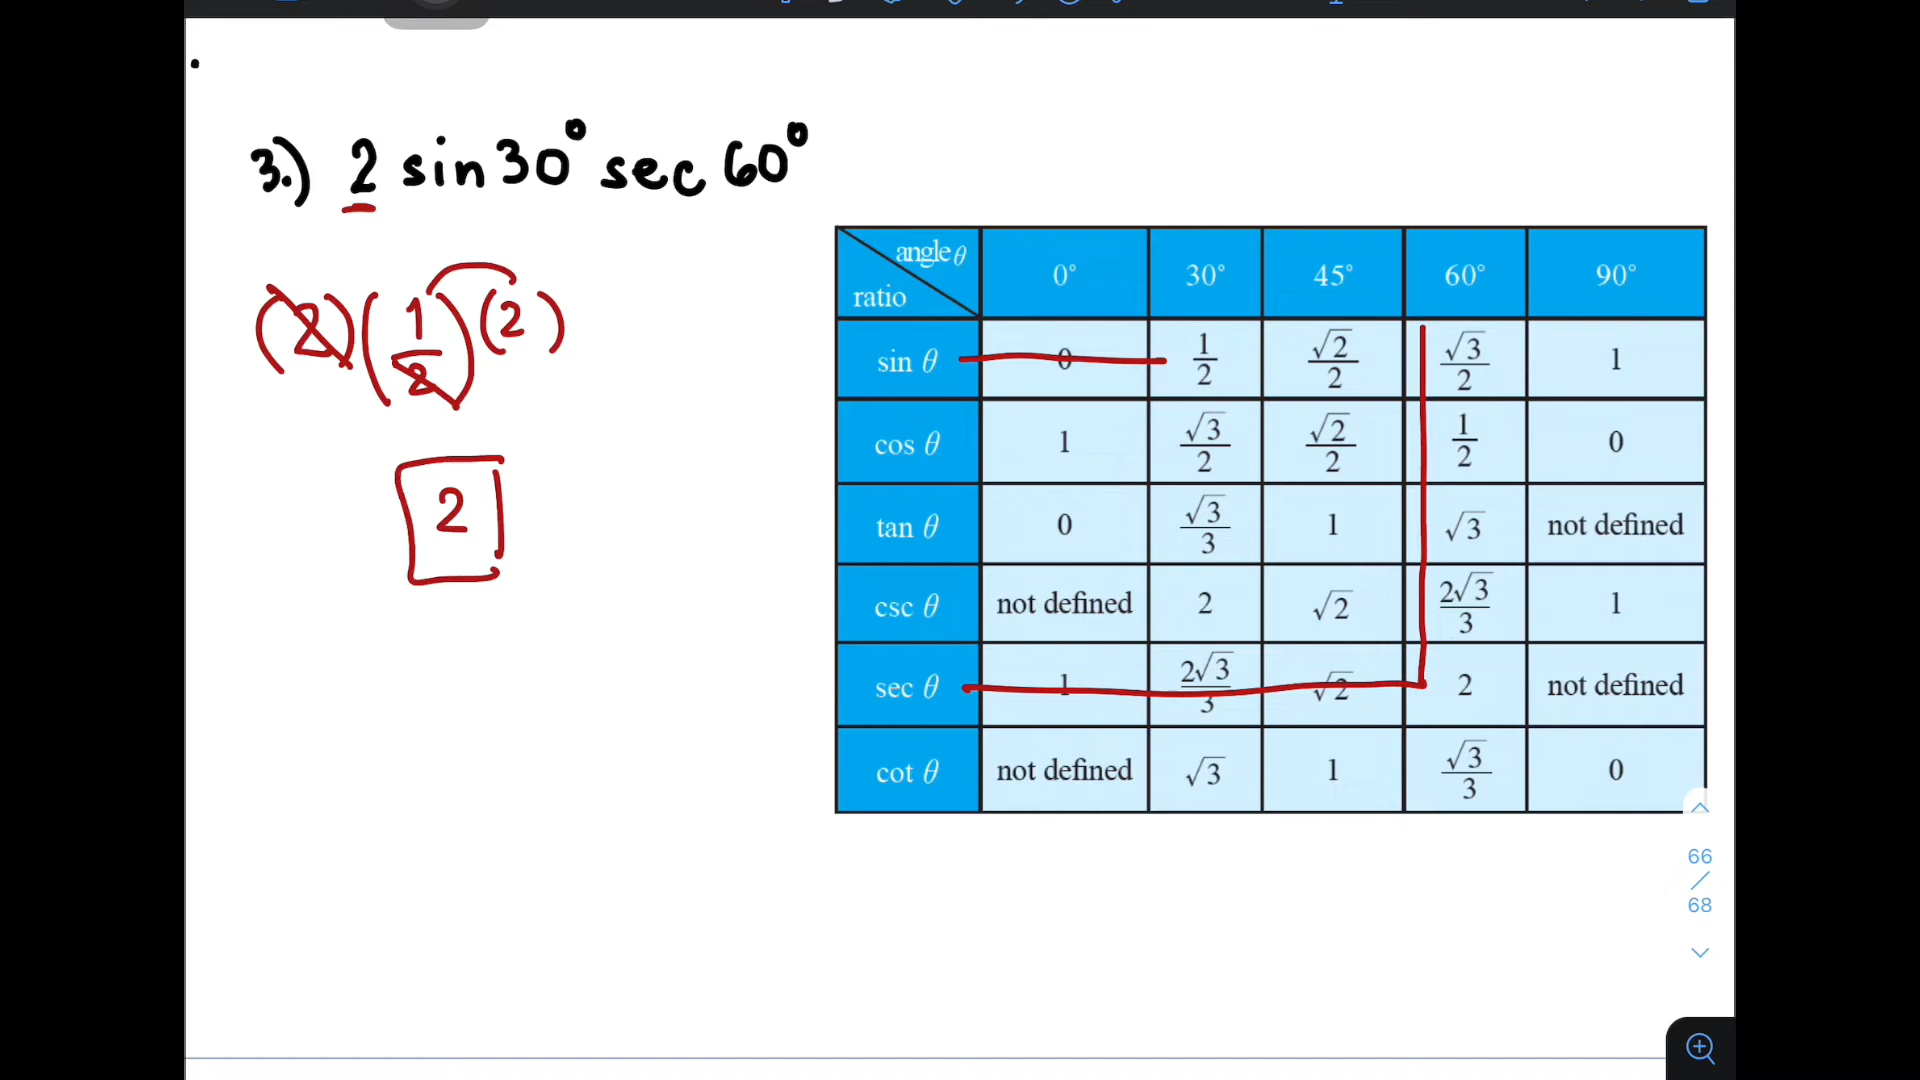 3.) 2 sin 30° sec 60°
(2)(1/2)(2)
2
angle θ
ratio
0° 30° 45° 60° 90°
sin θ 0 1/2 √2/2 √3/2 1
cos θ 1 √3/2 √2/2 1/2 0
tan θ 0 √3/3 1 √3 not defined
csc θ not defined 2 √2 2√3/3 1
sec θ 1 2√3/3 √2 2 not defined
cot θ not defined √3 1 √3/3 0
66
/
68